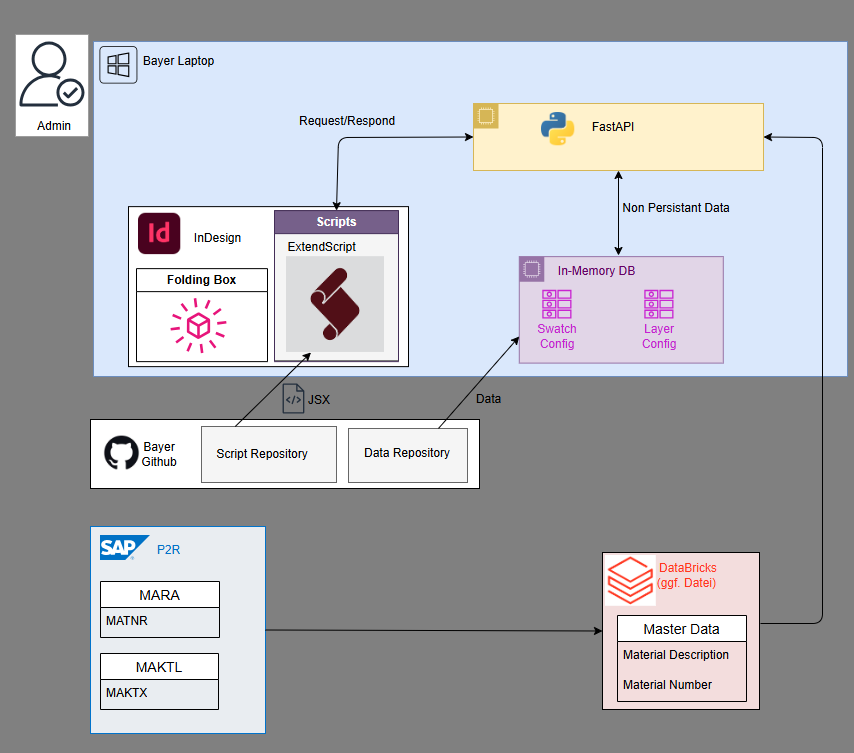 Admin
Bayer Laptop
Request/Respond
FastAPI
Non Persistant Data
Id
InDesign
Scripts
ExtendScript
Folding Box
In-Memory DB
Swatch
Config
Layer
Config
</> JSX
Data
Bayer
Github
Script Repository
Data Repository
SAP
P2R
MARA
MATNR
MAKTL
MAKTX
DataBricks
(ggf. Datei)
Master Data
Material Description
Material Number